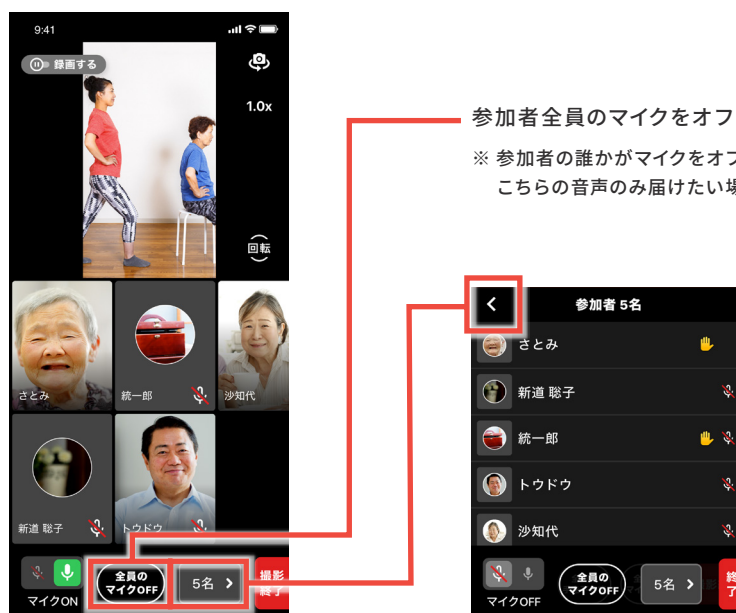 9:41
録画する
1.0x
回転
さとみ
統一郎
沙知代
新道 聡子
トウドウ
マイクON
全員の
マイクOFF
5名
撮影
終了
参加者全員のマイクをオフ
※ 参加者の誰かがマイクをオフ
こちらの音声のみ届けたい場
参加者 5名
さとみ
新道 聡子
統一郎
トウドウ
沙知代
マイクOFF
全員の
マイクOFF
5名
終
了